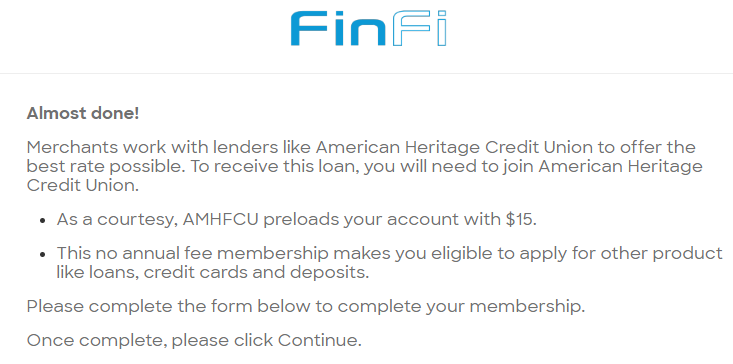 FinFi
Almost done!
Merchants work with lenders like American Heritage Credit Union to offer the
best rate possible. To receive this loan, you will need to join American Heritage
Credit Union.
• As a courtesy, AMHFCU preloads your account with $15.
• This no annual fee membership makes you eligible to apply for other product
like loans, credit cards and deposits.
Please complete the form below to complete your membership.
Once complete, please click Continue.